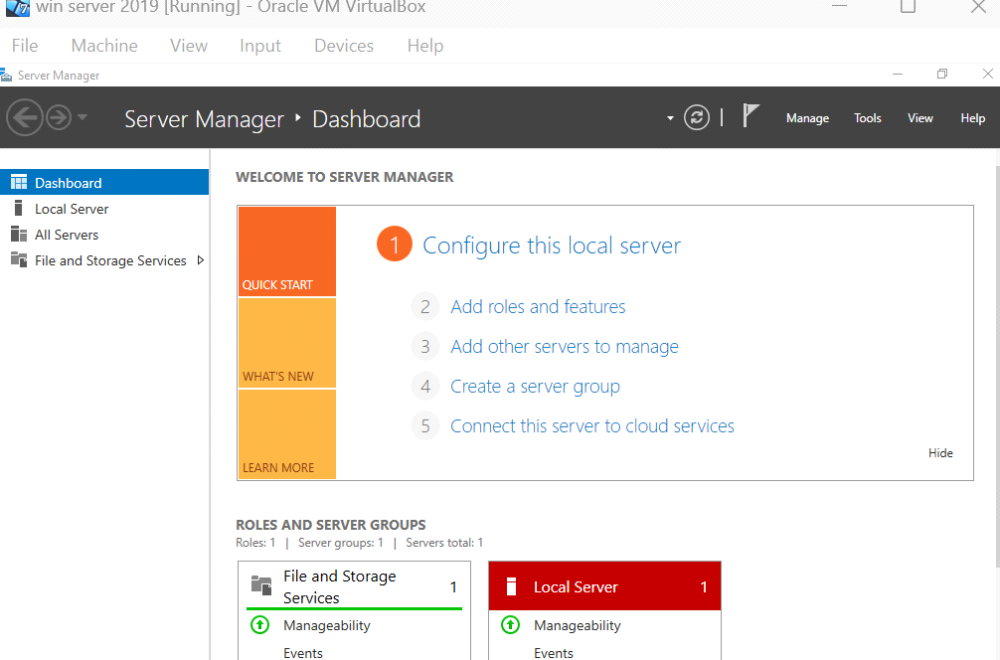 win server 2019 [Running] - Oracle VM VirtualBox
File Machine View Input Devices Help
Server Manager
Server Manager ‣ Dashboard
Manage Tools View Help
Dashboard
Local Server
All Servers
File and Storage Services
WELCOME TO SERVER MANAGER
QUICK START
WHAT'S NEW
LEARN MORE
1 Configure this local server
2 Add roles and features
3 Add other servers to manage
4 Create a server group
5 Connect this server to cloud services
Hide
ROLES AND SERVER GROUPS
Roles: 1 | Server groups: 1 | Servers total: 1
File and Storage
Services
1
Manageability
Events
Local Server 1
Manageability
Events